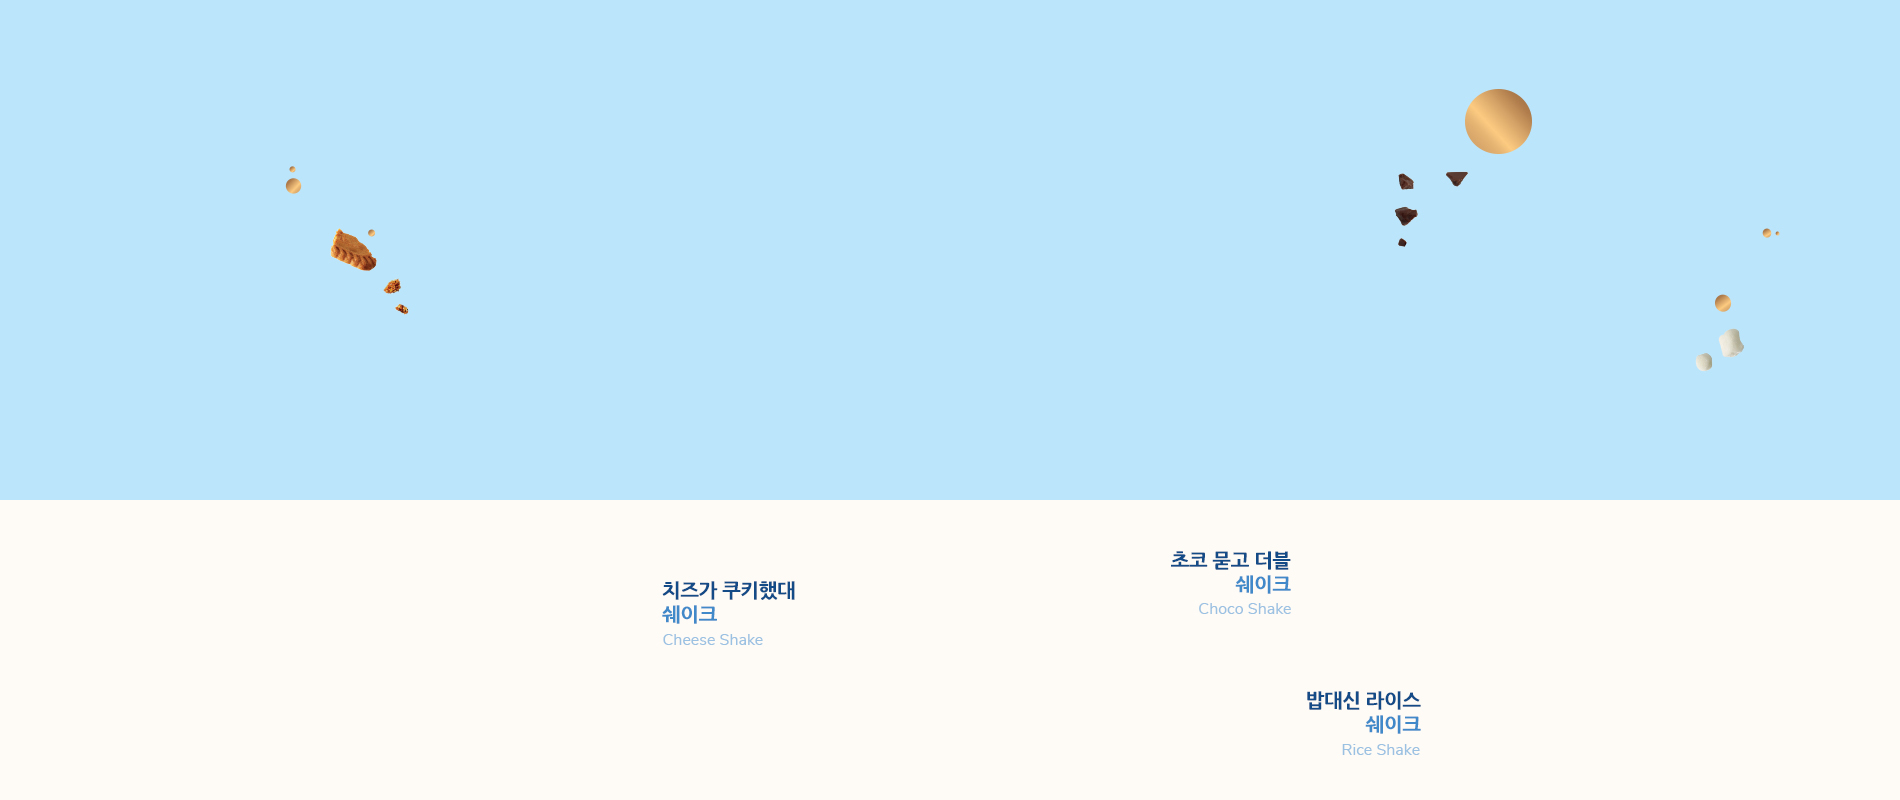 치즈가 쿠키했대
쉐이크
Cheese Shake
초코 묻고 더블
쉐이크
Choco Shake
밥대신 라이스
쉐이크
Rice Shake